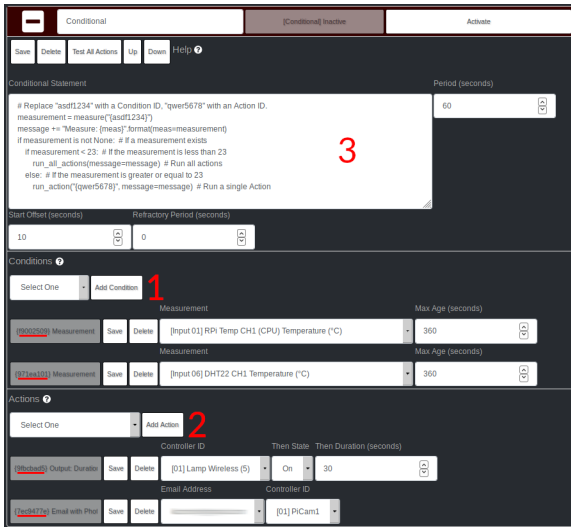 Conditional [Conditional] Inactive Activate
Save Delete Test All Actions Up Down Help ?
Conditional Statement Period (seconds)
# Replace "asdf1234" with a Condition ID, "qwer5678" with an Action ID.
measurement = measure("{asdf1234}")
message += "Measure: {meas}".format(meas=measurement)
if measurement is not None:  # If a measurement exists
if measurement < 23:  # If the measurement is less than 23
run_all_actions(message=message)  # Run all actions
else:  # If the measurement is greater or equal to 23
run_action("{qwer5678}", message=message)  # Run a single Action
60
3
Start Offset (seconds) Refractory Period (seconds)
10 0
Conditions ?
Select One Add Condition 1
Measurement Max Age (seconds)
{f9002509} Measurement Save Delete [Input 01] RPi Temp CH1 (CPU) Temperature (°C) 360
Measurement Max Age (seconds)
{971ea101} Measurement Save Delete [Input 06] DHT22 CH1 Temperature (°C) 360
Actions ?
Select One Add Action 2
Controller ID Then State Then Duration (seconds)
{9fbcbad5} Output: Duratio Save Delete [01] Lamp Wireless (5) On 30
Email Address Controller ID
{7ec9477e} Email with Pho Save Delete [01] PiCam1